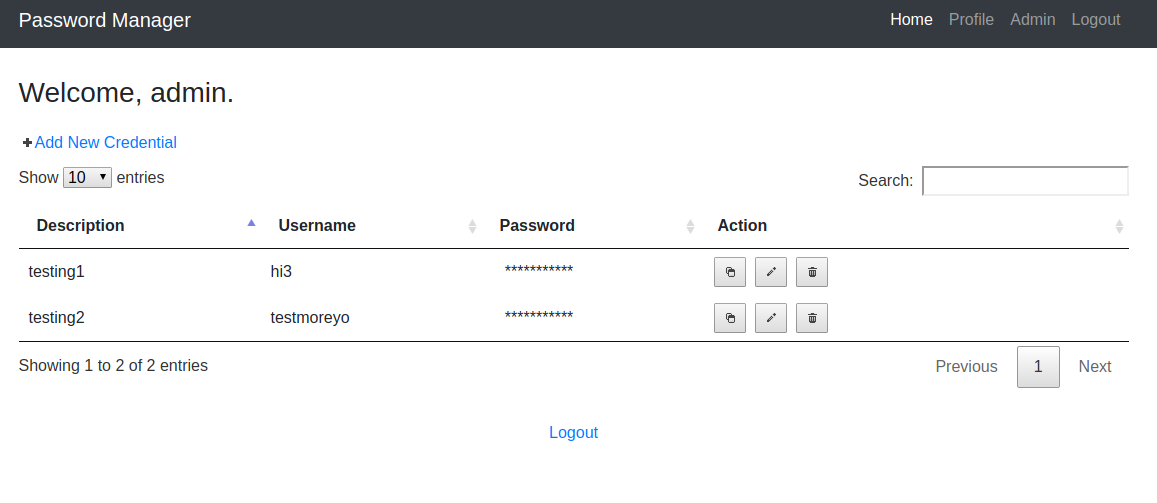 Password Manager Home Profile Admin Logout
Welcome, admin.
Add New Credential
Show 10 entries Search:
Description Username Password Action
testing1 hi3 ***********
testing2 testmoreyo ***********
Showing 1 to 2 of 2 entries Previous 1 Next
Logout